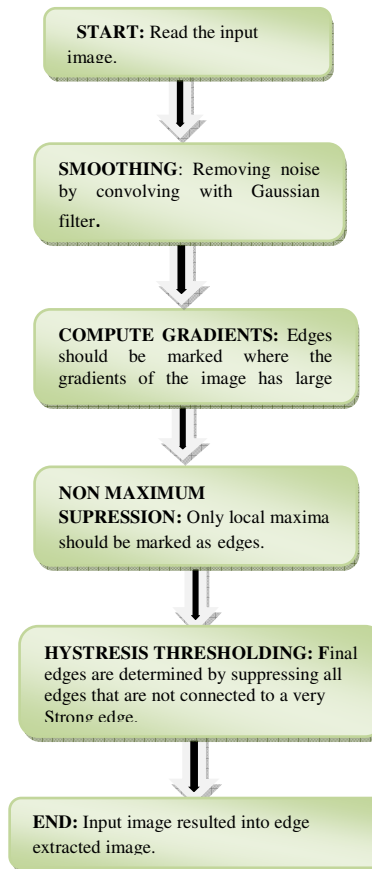 START: Read the input
image.
SMOOTHING: Removing noise
by convolving with Gaussian
filter.
COMPUTE GRADIENTS: Edges
should be marked where the
gradients of the image has large
NON MAXIMUM
SUPRESSION: Only local maxima
should be marked as edges.
HYSTRESIS THRESHOLDING: Final
edges are determined by suppressing all
edges that are not connected to a very
Strong edge.
END: Input image resulted into edge
extracted image.